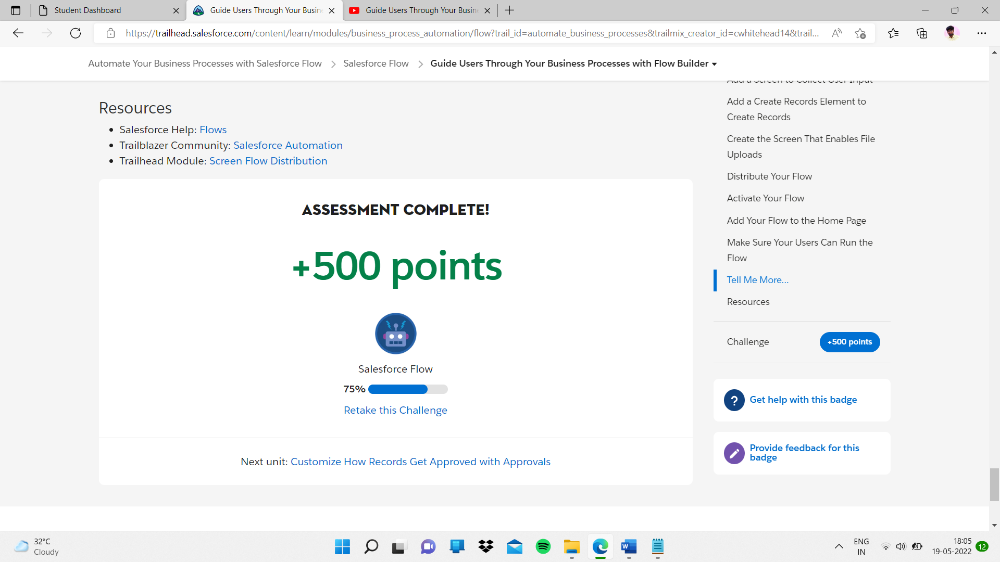 Student Dashboard
Guide Users Through Your Busin
Guide Users Through Your Busin
https://trailhead.salesforce.com/content/learn/modules/business_process_automation/flow?trail_id=automate_business_processes&trailmix_creator_id=cwhitehead14&trail...
Automate Your Business Processes with Salesforce Flow
Salesforce Flow
Guide Users Through Your Business Processes with Flow Builder
Resources
Salesforce Help: Flows
Trailblazer Community: Salesforce Automation
Trailhead Module: Screen Flow Distribution
ASSESSMENT COMPLETE!
+500 points
Salesforce Flow
75%
Retake this Challenge
Next unit: Customize How Records Get Approved with Approvals
Add a Screen to Collect User Input
Add a Create Records Element to
Create Records
Create the Screen That Enables File
Uploads
Distribute Your Flow
Activate Your Flow
Add Your Flow to the Home Page
Make Sure Your Users Can Run the
Flow
Tell Me More...
Resources
Challenge
+500 points
? Get help with this badge
Provide feedback for this
badge
32°C
Cloudy
ENG
IN
18:05
19-05-2022
12